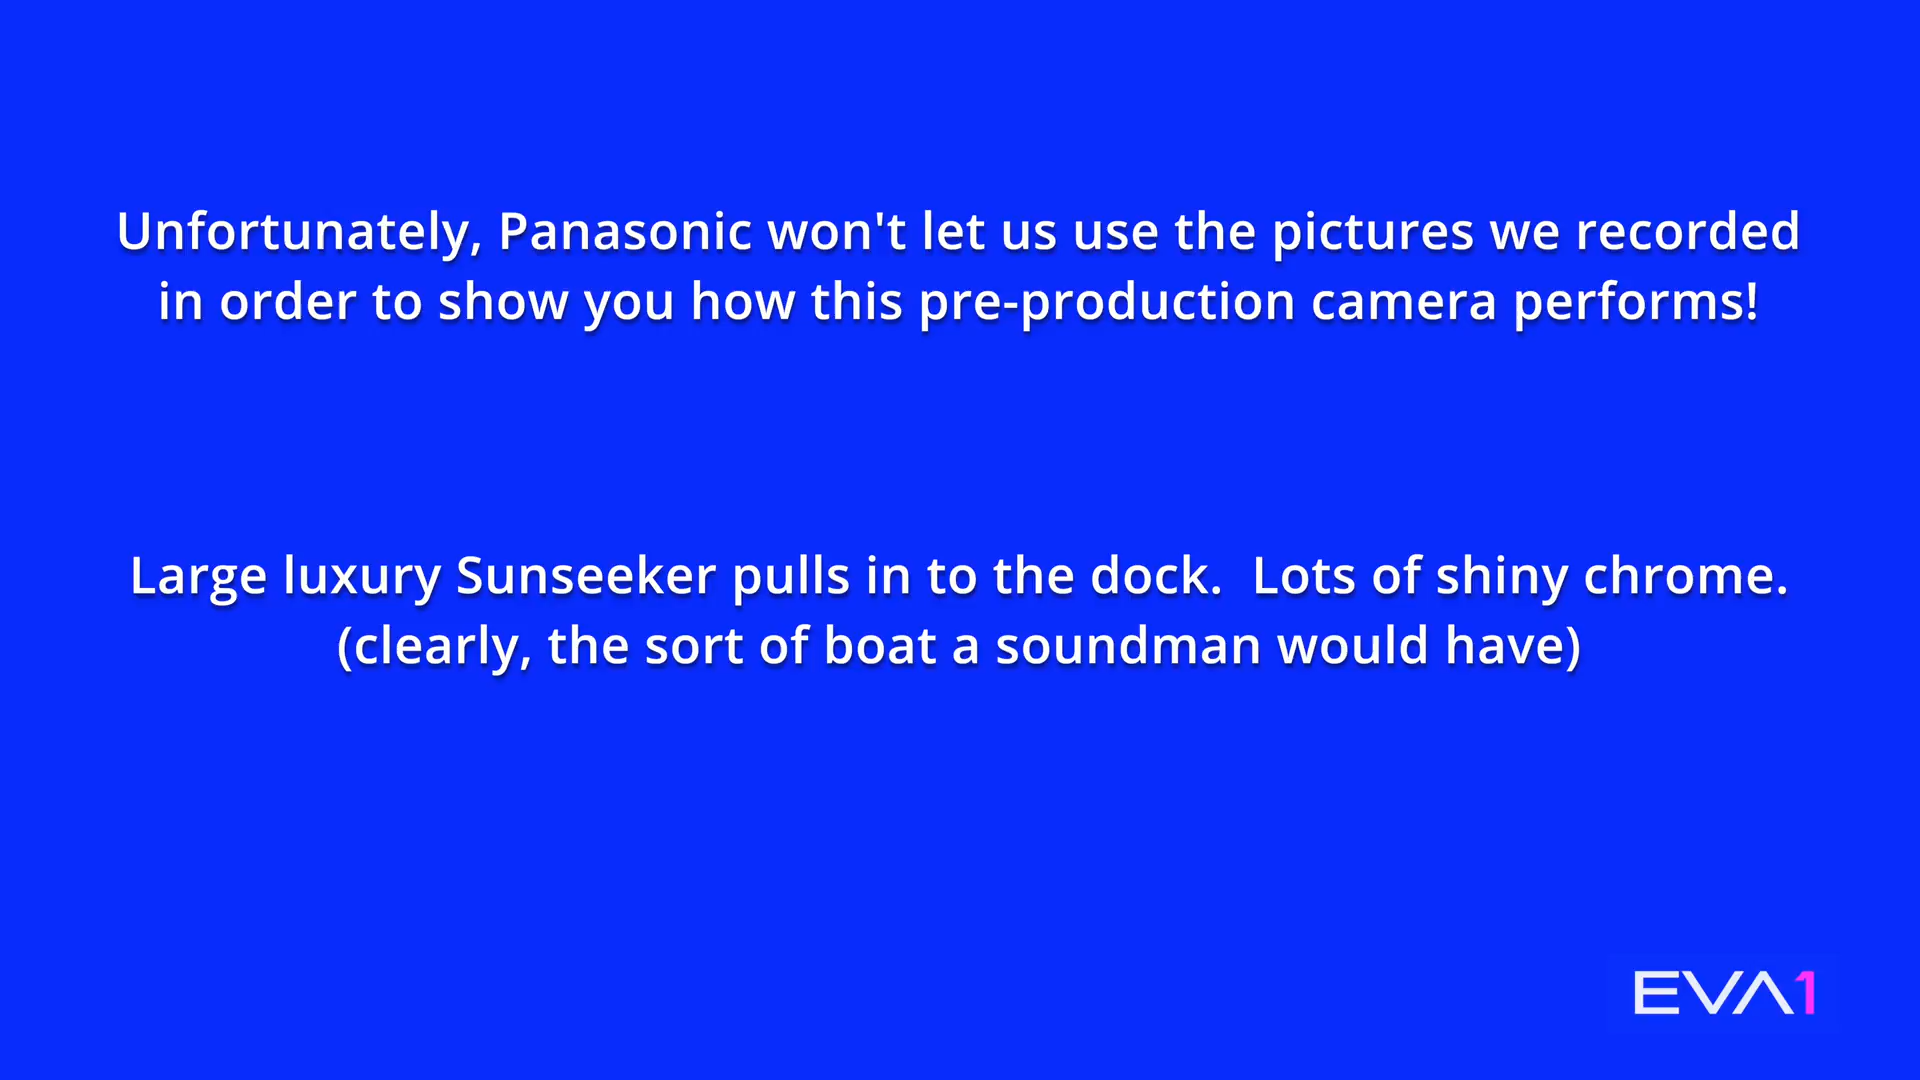 Unfortunately, Panasonic won't let us use the pictures we recorded
in order to show you how this pre-production camera performs!
Large luxury Sunseeker pulls in to the dock.  Lots of shiny chrome.
(clearly, the sort of boat a soundman would have)
EVA1